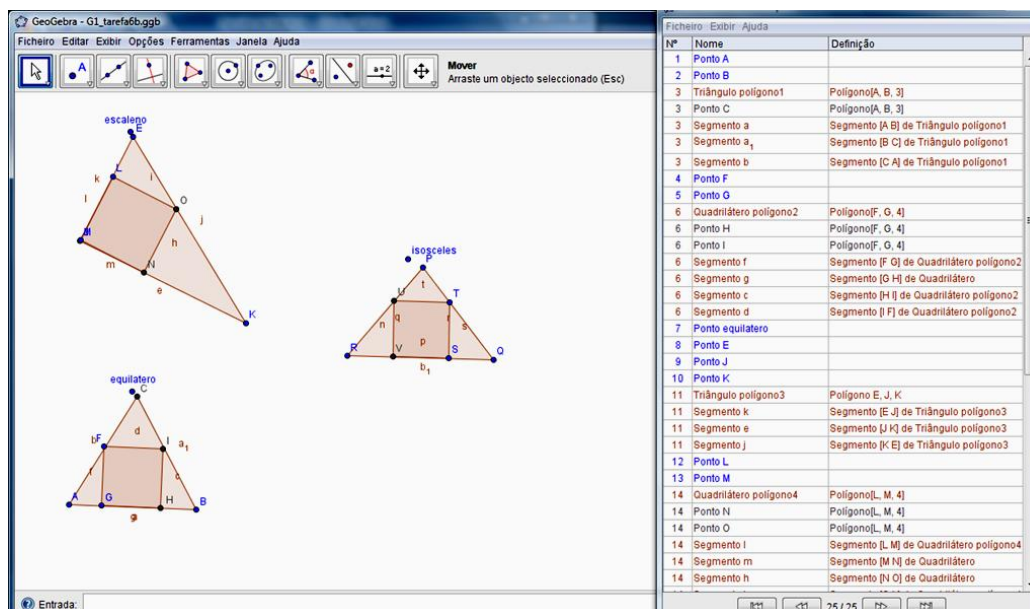 GeoGebra - G1_tarefa6b.ggb
Ficheiro Editar Exibir Opções Ferramentas Janela Ajuda
A
α
a=2
Mover
Arraste um objecto seleccionado (Esc)
escaleno
E
L
k
i
l
O
j
h
m
N
e
K
isosceles
P
t
U
T
n
q
r
s
p
R
V
S
Q
b1
equilatero
C
d
b
F
I
a1
f
c
A
G
H
B
Entrada:
Ficheiro Exibir Ajuda
Nº Nome Definição
1 Ponto A
2 Ponto B
3 Triângulo polígono1 Polígono[A, B, 3]
3 Ponto C Polígono[A, B, 3]
3 Segmento a Segmento [A B] de Triângulo polígono1
3 Segmento a1 Segmento [B C] de Triângulo polígono1
3 Segmento b Segmento [C A] de Triângulo polígono1
4 Ponto F
5 Ponto G
6 Quadrilátero polígono2 Polígono[F, G, 4]
6 Ponto H Polígono[F, G, 4]
6 Ponto I Polígono[F, G, 4]
6 Segmento f Segmento [F G] de Quadrilátero polígono2
6 Segmento g Segmento [G H] de Quadrilátero
6 Segmento c Segmento [H I] de Quadrilátero polígono2
6 Segmento d Segmento [I F] de Quadrilátero polígono2
7 Ponto equilatero
8 Ponto E
9 Ponto J
10 Ponto K
11 Triângulo polígono3 Polígono E, J, K
11 Segmento k Segmento [E J] de Triângulo polígono3
11 Segmento e Segmento [J K] de Triângulo polígono3
11 Segmento j Segmento [K E] de Triângulo polígono3
12 Ponto L
13 Ponto M
14 Quadrilátero polígono4 Polígono[L, M, 4]
14 Ponto N Polígono[L, M, 4]
14 Ponto O Polígono[L, M, 4]
14 Segmento l Segmento [L M] de Quadrilátero polígono4
14 Segmento m Segmento [M N] de Quadrilátero
14 Segmento h Segmento [N O] de Quadrilátero
25 / 25